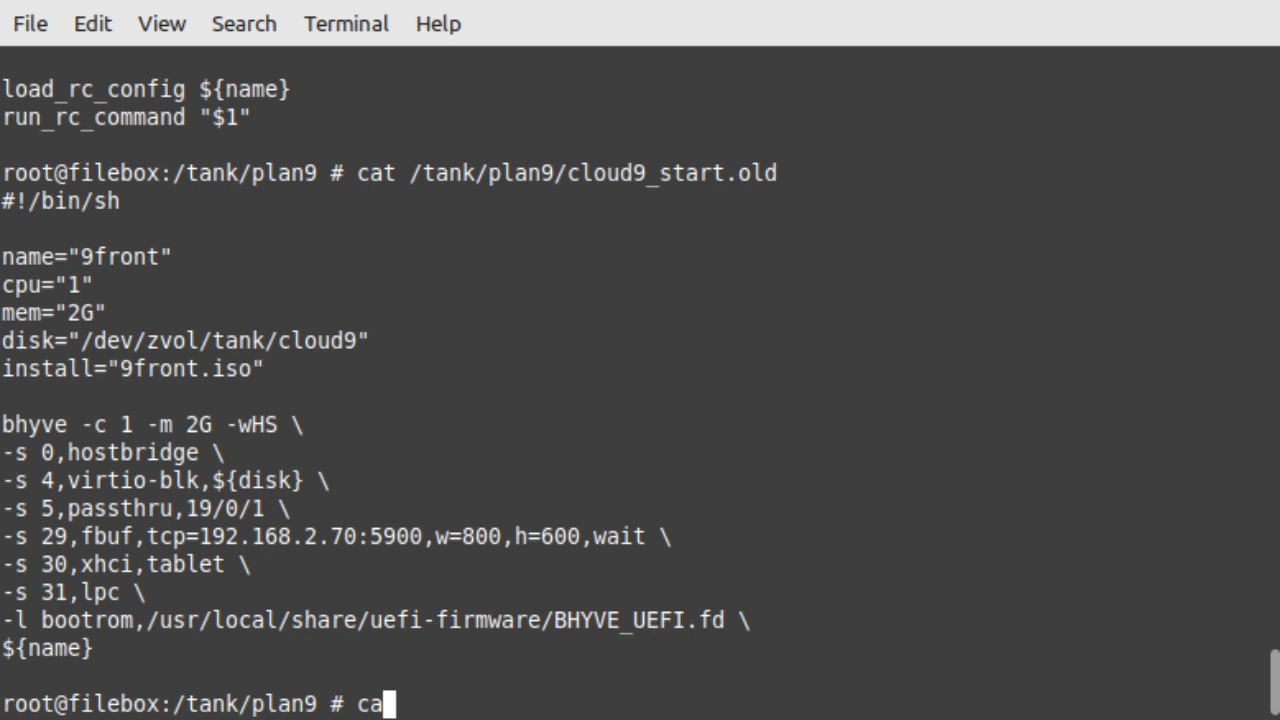 File Edit View Search Terminal Help
load_rc_config ${name}
run_rc_command "$1"
root@filebox:/tank/plan9 # cat /tank/plan9/cloud9_start.old
#!/bin/sh
name="9front"
cpu="1"
mem="2G"
disk="/dev/zvol/tank/cloud9"
install="9front.iso"
bhyve -c 1 -m 2G -wHS \
-s 0,hostbridge \
-s 4,virtio-blk,${disk} \
-s 5,passthru,19/0/1 \
-s 29,fbuf,tcp=192.168.2.70:5900,w=800,h=600,wait \
-s 30,xhci,tablet \
-s 31,lpc \
-l bootrom,/usr/local/share/uefi-firmware/BHYVE_UEFI.fd \
${name}
root@filebox:/tank/plan9 # ca